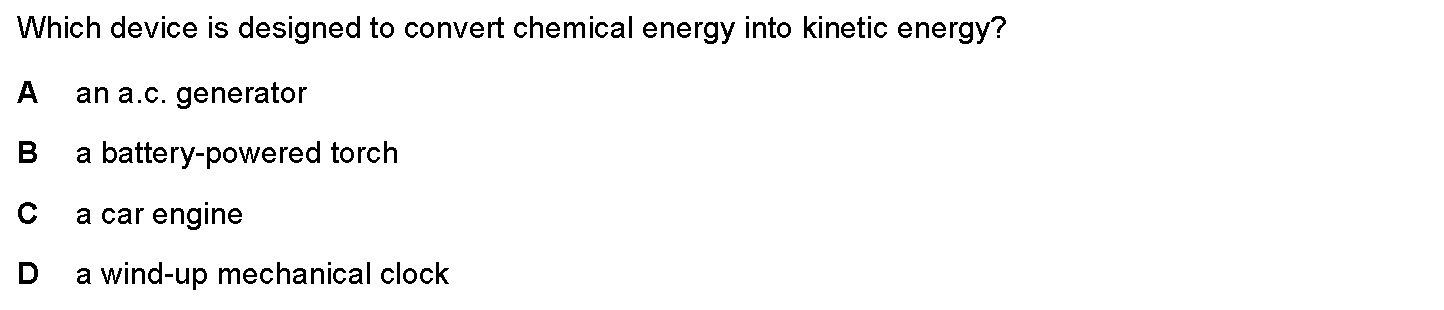 Which device is designed to convert chemical energy into kinetic energy?
A an a.c. generator
B a battery-powered torch
C a car engine
D a wind-up mechanical clock